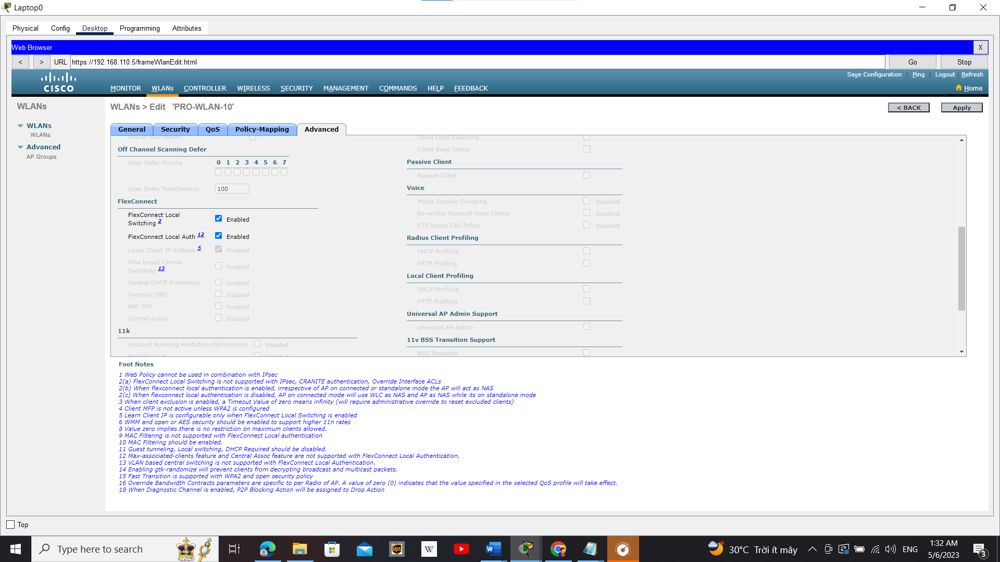 Laptop0
Physical Config Desktop Programming Attributes
Web Browser X
< > URL https://192.168.110.5/frameWlanEdit.html Go Stop
Save Configuration | Ping | Logout | Refresh
CISCO
MONITOR WLANs CONTROLLER WIRELESS SECURITY MANAGEMENT COMMANDS HELP FEEDBACK Home
WLANs
WLANs
WLANs
Advanced
AP Groups
WLANs > Edit 'PRO-WLAN-10' < BACK Apply
General Security QoS Policy-Mapping Advanced
Radius NAI-Realm
Off Channel Scanning Defer
Scan Defer Priority 0 1 2 3 4 5 6 7
Scan Defer Time(msecs) 100
FlexConnect
FlexConnect Local
Switching 2 Enabled
FlexConnect Local Auth 12 Enabled
Learn Client IP Address 5 Enabled
Vlan based Central
Switching 13 Enabled
Central DHCP Processing Enabled
Override DNS Enabled
NAT-PAT Enabled
Central Assoc Enabled
11k
Assisted Roaming Prediction Optimization Enabled
Neighbor List Enabled
Client Load Balancing
Client Band Select
Passive Client
Passive Client
Voice
Media Session Snooping Enabled
Re-anchor Roamed Voice Clients Enabled
KTS based CAC Policy Enabled
Radius Client Profiling
DHCP Profiling
HTTP Profiling
Local Client Profiling
DHCP Profiling
HTTP Profiling
Universal AP Admin Support
Universal AP Admin
11v BSS Transition Support
BSS Transition
Foot Notes
1 Web Policy cannot be used in combination with IPsec
2(a) FlexConnect Local Switching is not supported with IPsec, CRANITE authentication, Override Interface ACLs
2(b) When flexconnect local authentication is enabled, irrespective of AP on connected or standalone mode the AP will act as NAS
2(c) When flexconnect local authentication is disabled, AP on connected mode will use WLC as NAS and AP as NAS while its on standalone mode
3 When client exclusion is enabled, a Timeout Value of zero means infinity (will require administrative override to reset excluded clients)
4 Client MFP is not active unless WPA2 is configured
5 Learn Client IP is configurable only when FlexConnect Local Switching is enabled
6 WMM and open or AES security should be enabled to support higher 11n rates
8 Value zero implies there is no restriction on maximum clients allowed.
9 MAC Filtering is not supported with FlexConnect Local authentication
10 MAC Filtering should be enabled.
11 Guest tunneling, Local switching, DHCP Required should be disabled.
12 Max-associated-clients feature and Central Assoc feature are not supported with FlexConnect Local Authentication.
13 VLAN based central switching is not supported with FlexConnect Local Authentication.
14 Enabling gtk-randomize will prevent clients from decrypting broadcast and multicast packets.
15 Fast Transition is supported with WPA2 and open security policy
16 Override Bandwidth Contracts parameters are specific to per Radio of AP. A value of zero (0) indicates that the value specified in the selected QoS profile will take effect.
18 When Diagnostic Channel is enabled, P2P Blocking Action will be assigned to Drop Action
Top
Type here to search
ups
W
W
30°C Trời ít mây
ENG
1:32 AM
5/6/2023
3